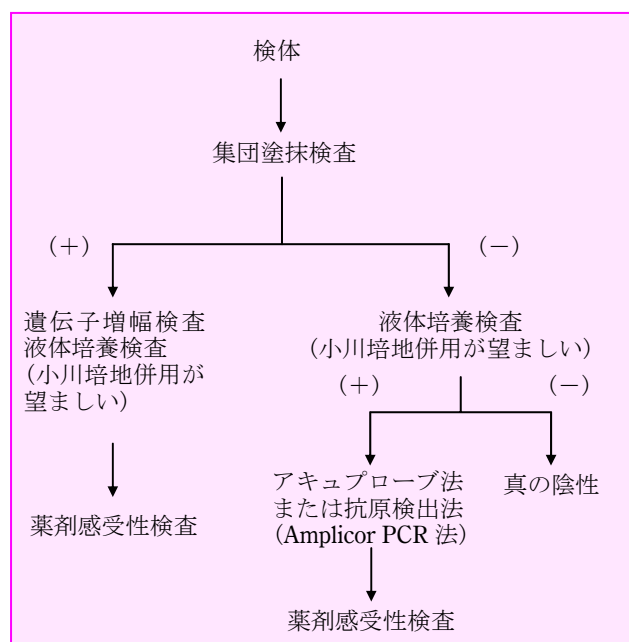 検体
集団塗抹検査
（＋）
（－）
遺伝子増幅検査
液体培養検査
（小川培地併用が
望ましい）
薬剤感受性検査
液体培養検査
（小川培地併用が望ましい）
（＋）
（－）
アキュプローブ法
または抗原検出法
（Amplicor PCR 法）
真の陰性
薬剤感受性検査